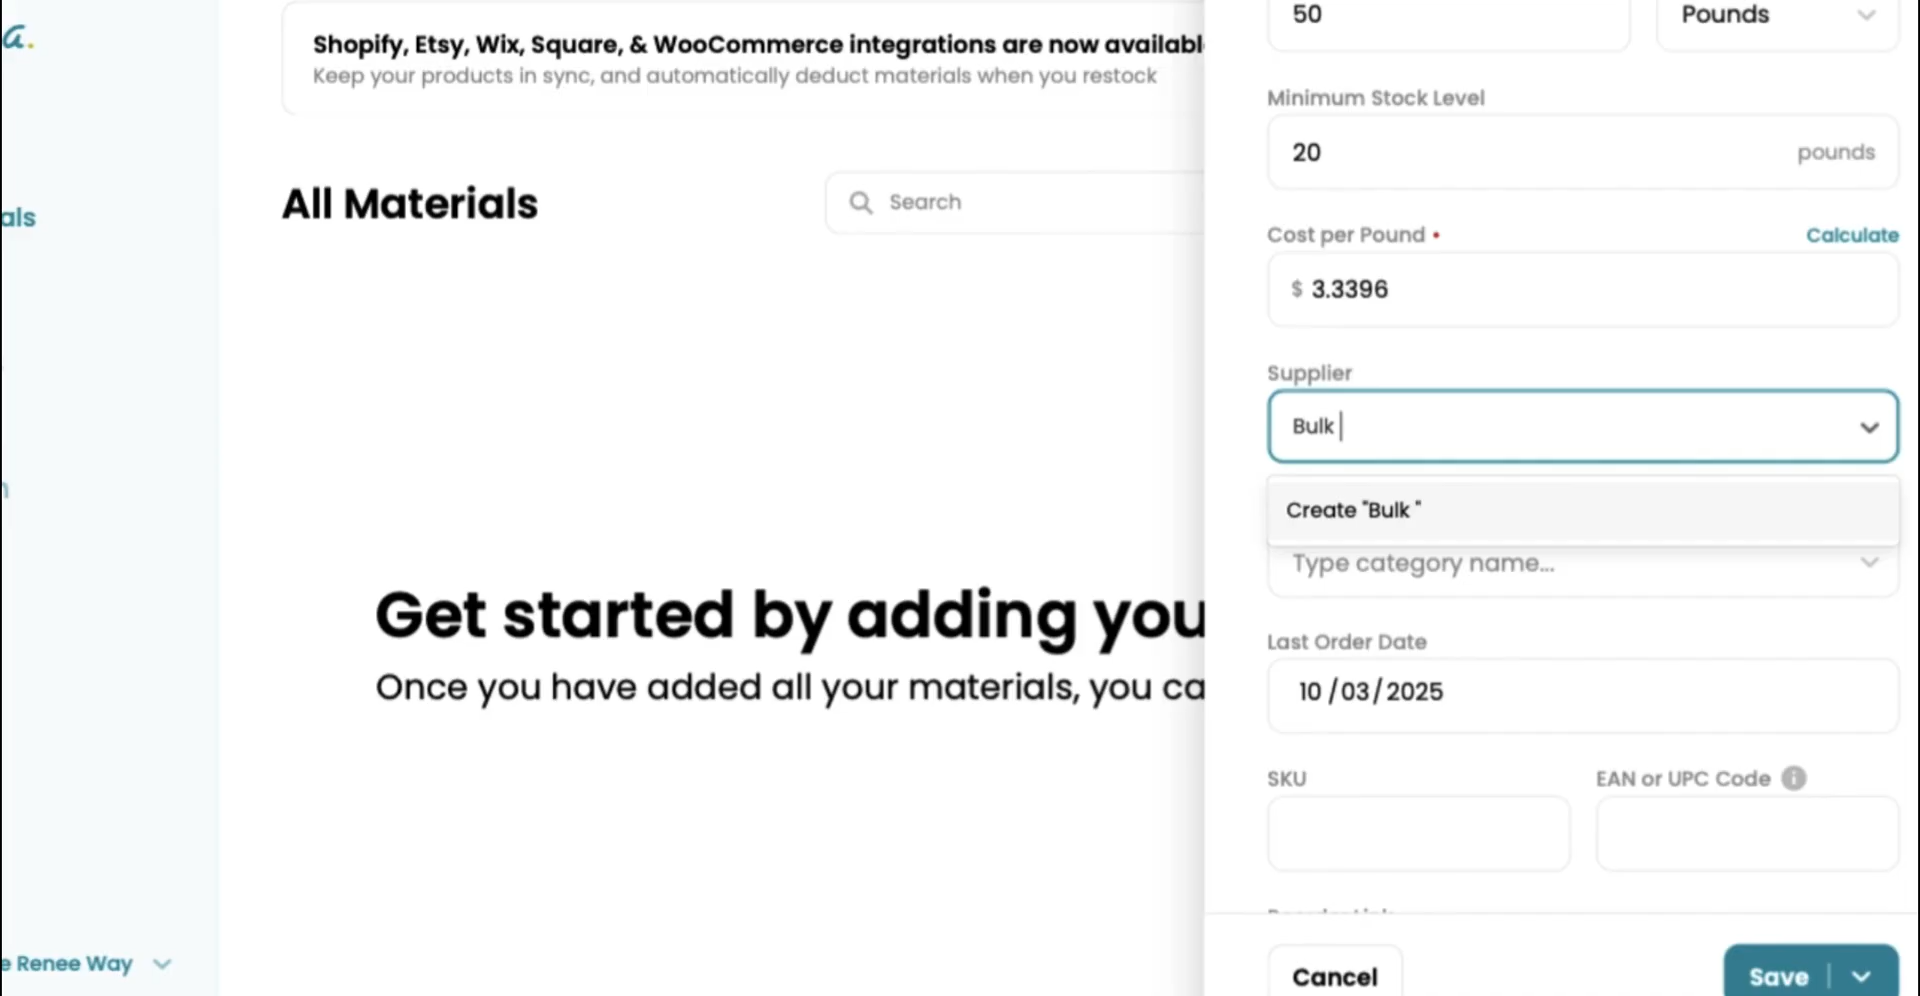 a.
als
e Renee Way
Shopify, Etsy, Wix, Square, & WooCommerce integrations are now availabl
Keep your products in sync, and automatically deduct materials when you restock
All Materials
Search
Get started by adding you
Once you have added all your materials, you ca
50
Pounds
Minimum Stock Level
20
pounds
Cost per Pound •
Calculate
$ 3.3396
Supplier
Bulk
Create "Bulk "
Type category name...
Last Order Date
10/03/2025
SKU
EAN or UPC Code
Cancel
Save